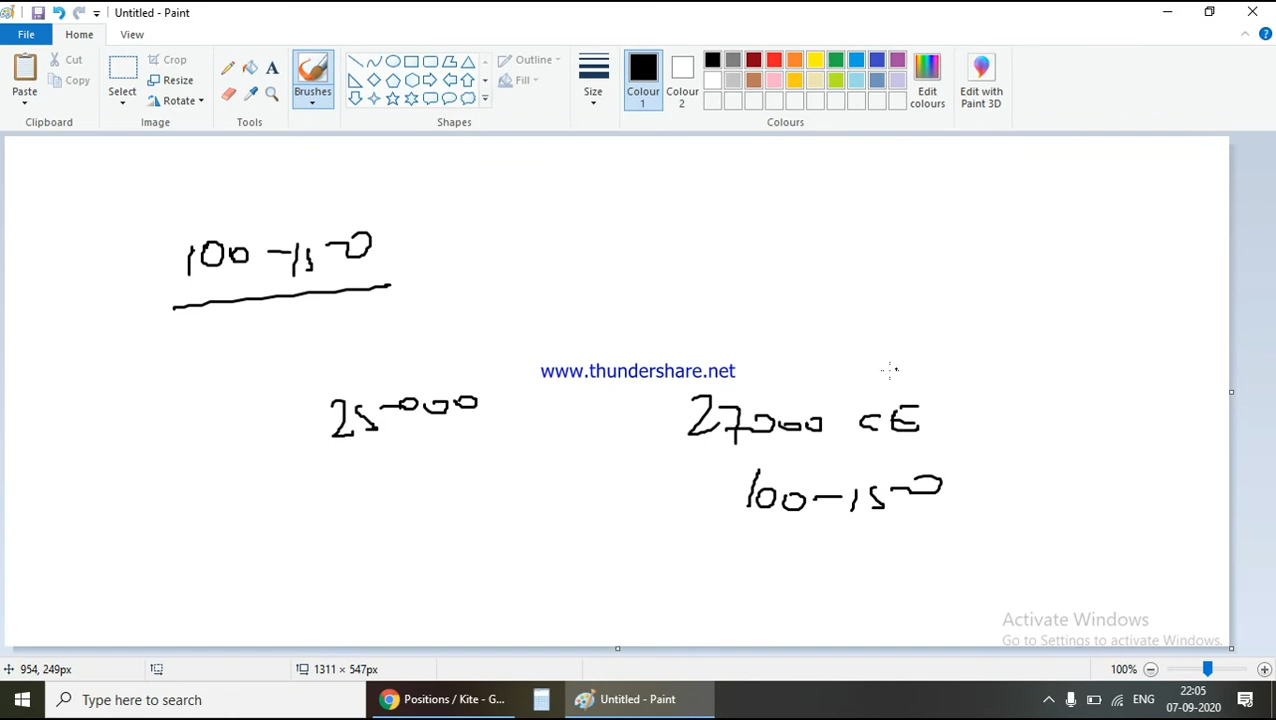 Untitled - Paint
File Home View
Paste
Cut
Copy
Clipboard
Select
Crop
Resize
Rotate
Image
A
Tools
Brushes
Outline
Fill
Shapes
Size
Colour 1
Colour 2
Edit colours
Edit with Paint 3D
Colours
100 - 150
www.thundershare.net
25000
27000 CE
100 - 150
Activate Windows
Go to Settings to activate Windows.
954, 249px
1311 × 547px
100%
Type here to search
Positions / Kite - G...
Untitled - Paint
ENG
22:05
07-09-2020